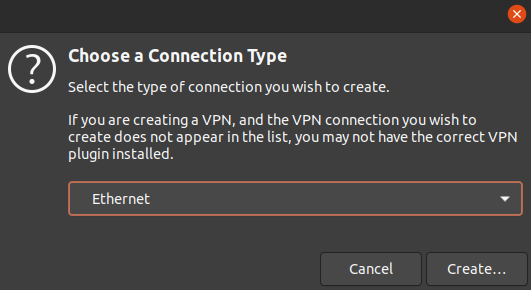 Choose a Connection Type
Select the type of connection you wish to create.
If you are creating a VPN, and the VPN connection you wish to
create does not appear in the list, you may not have the correct VPN
plugin installed.
Ethernet
Cancel
Create...